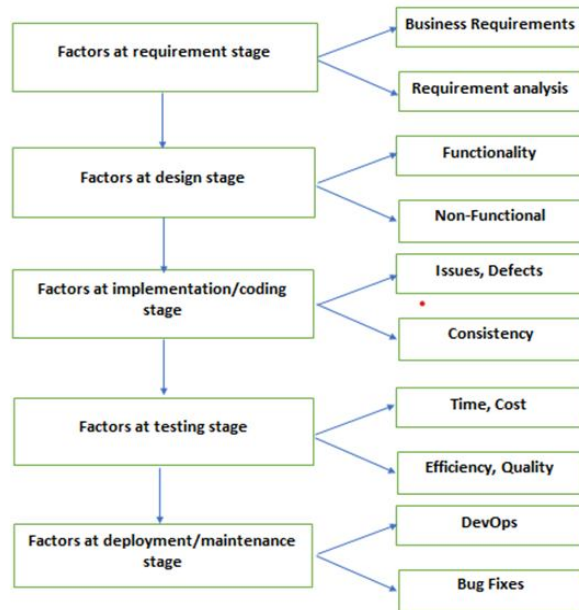 Factors at requirement stage
Business Requirements
Requirement analysis
Factors at design stage
Functionality
Non-Functional
Factors at implementation/coding
stage
Issues, Defects
Consistency
Factors at testing stage
Time, Cost
Efficiency, Quality
Factors at deployment/maintenance
stage
DevOps
Bug Fixes